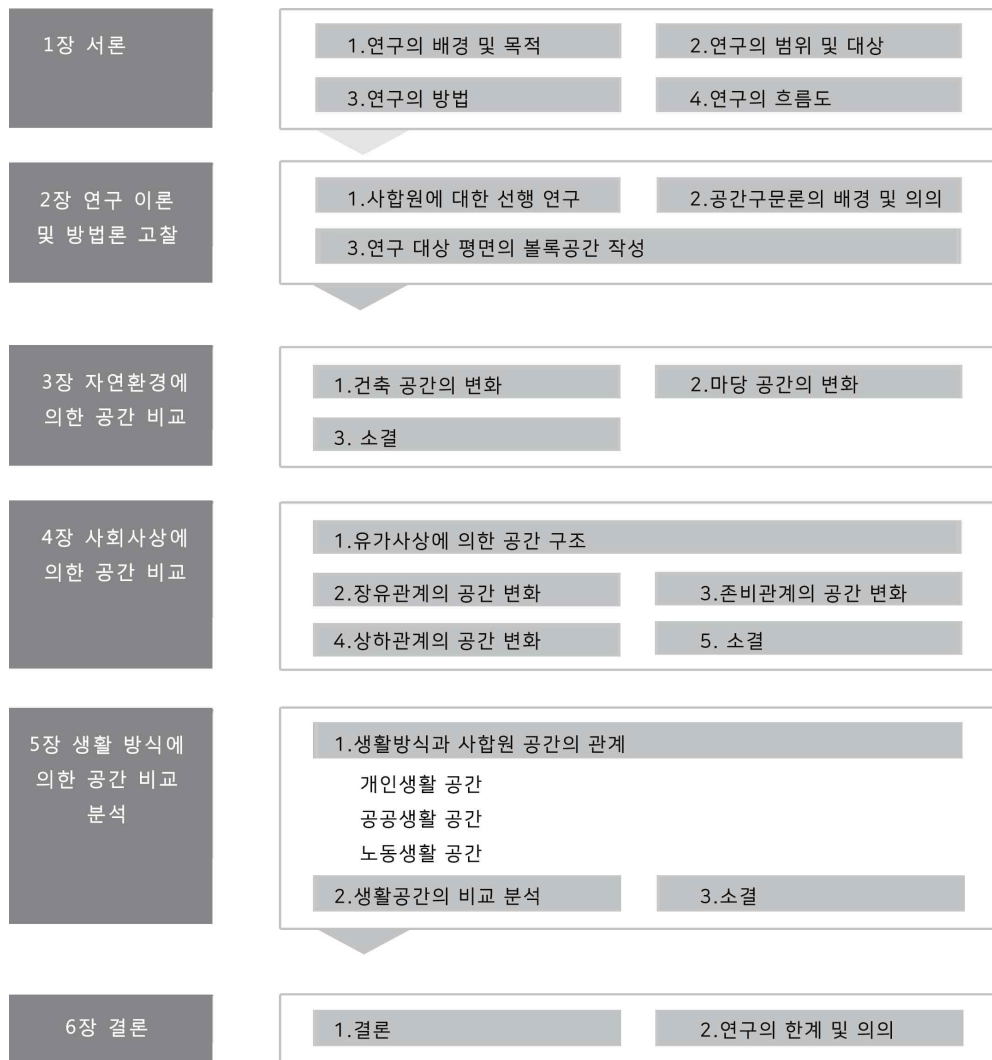 1장 서론
1.연구의 배경 및 목적
2.연구의 범위 및 대상
3.연구의 방법
4.연구의 흐름도
2장 연구 이론
및 방법론 고찰
1.사합원에 대한 선행 연구
2.공간구문론의 배경 및 의의
3.연구 대상 평면의 볼록공간 작성
3장 자연환경에
의한 공간 비교
1.건축 공간의 변화
2.마당 공간의 변화
3. 소결
4장 사회사상에
의한 공간 비교
1.유가사상에 의한 공간 구조
2.장유관계의 공간 변화
3.존비관계의 공간 변화
4.상하관계의 공간 변화
5. 소결
5장 생활 방식에
의한 공간 비교
분석
1.생활방식과 사합원 공간의 관계
개인생활 공간
공공생활 공간
노동생활 공간
2.생활공간의 비교 분석
3.소결
6장 결론
1.결론
2.연구의 한계 및 의의